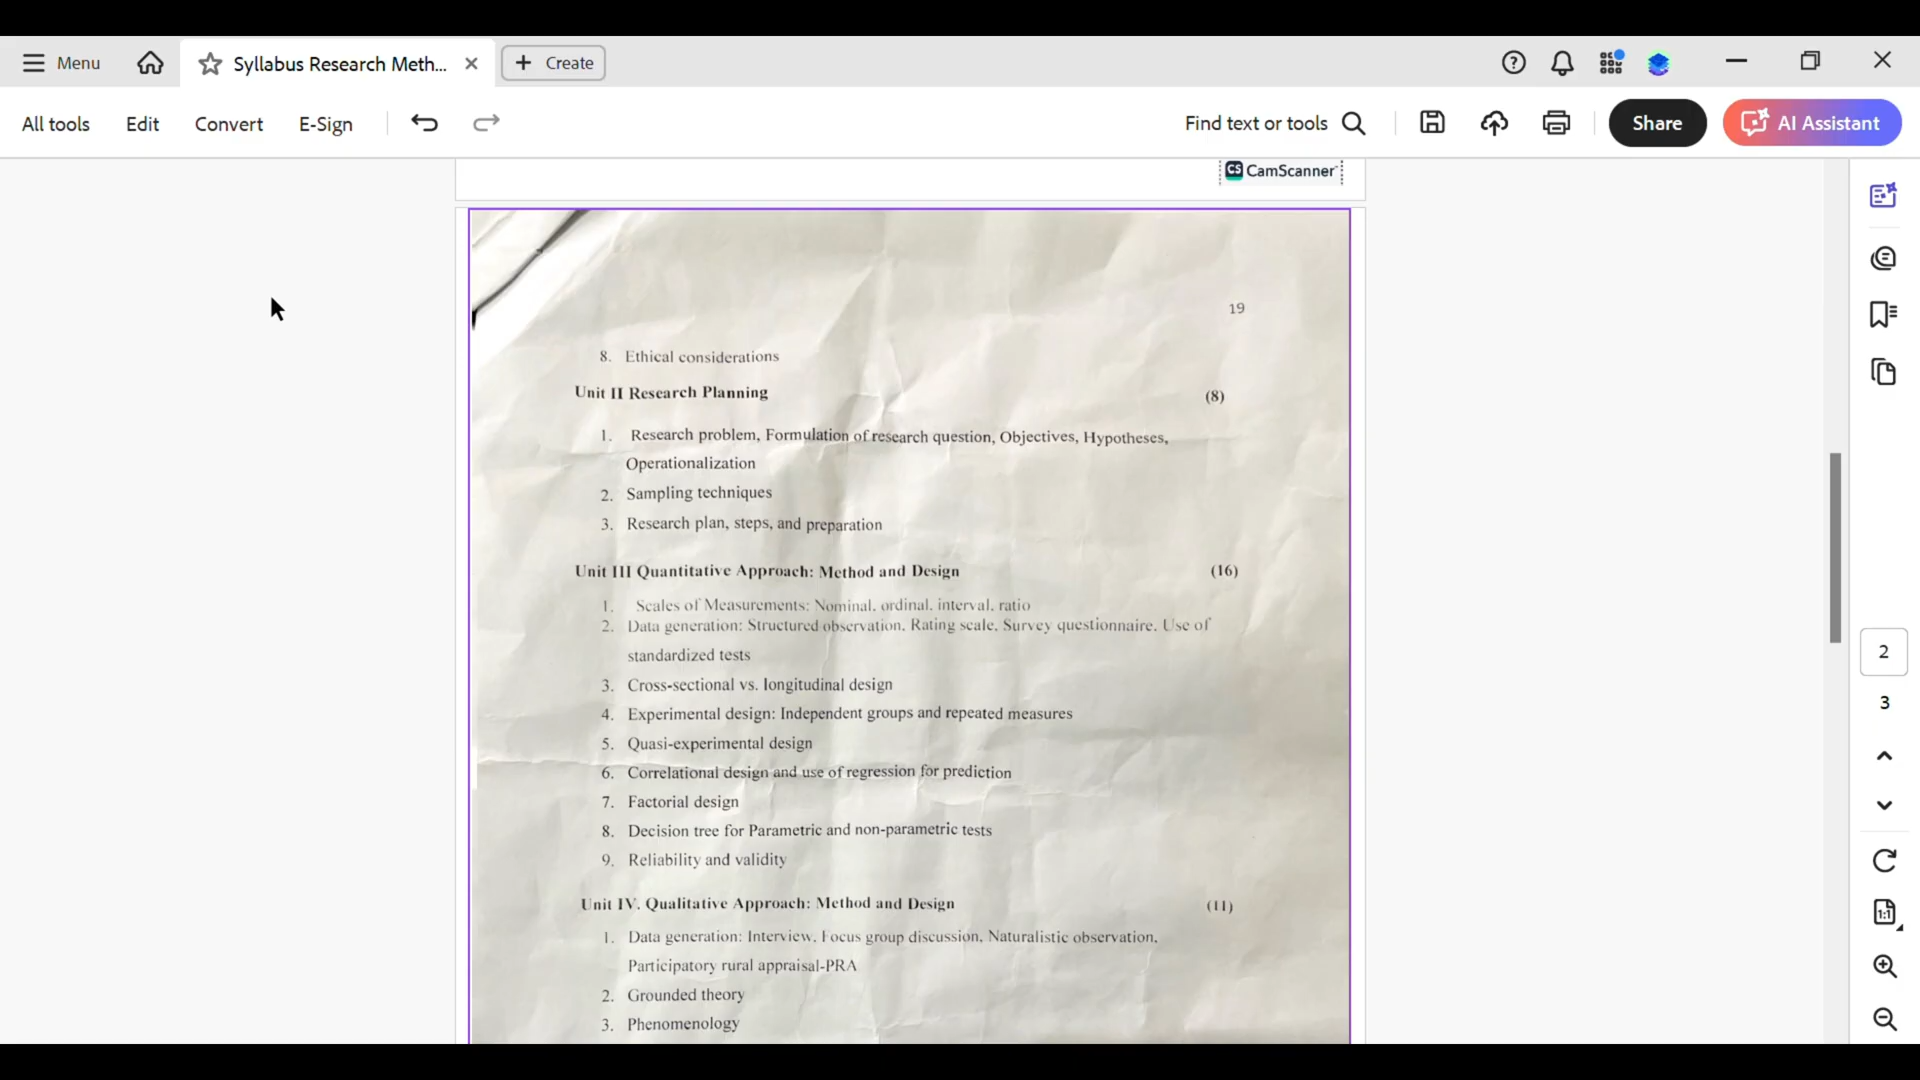 Menu
Syllabus Research Meth...
Create
All tools
Edit
Convert
E-Sign
Find text or tools
Share
AI Assistant
CS CamScanner
19
8. Ethical considerations
Unit II Research Planning (8)
1. Research problem, Formulation of research question, Objectives, Hypotheses,
Operationalization
2. Sampling techniques
3. Research plan, steps, and preparation
Unit III Quantitative Approach: Method and Design (16)
1. Scales of Measurements: Nominal, ordinal, interval, ratio
2. Data generation: Structured observation, Rating scale, Survey questionnaire, Use of
standardized tests
3. Cross-sectional vs. longitudinal design
4. Experimental design: Independent groups and repeated measures
5. Quasi-experimental design
6. Correlational design and use of regression for prediction
7. Factorial design
8. Decision tree for Parametric and non-parametric tests
9. Reliability and validity
Unit IV. Qualitative Approach: Method and Design (11)
1. Data generation: Interview, Focus group discussion, Naturalistic observation,
Participatory rural appraisal-PRA
2. Grounded theory
3. Phenomenology
2
3
1:1